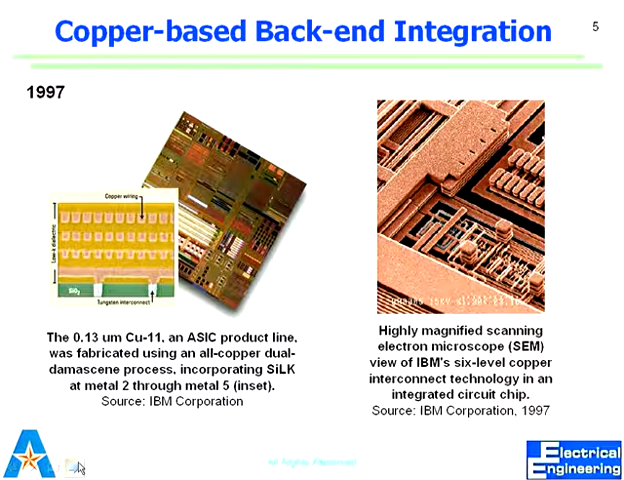 Copper-based Back-end Integration
5
1997
Copper wiring
Low-k dielectric
SiO2
Tungsten interconnect
The 0.13 um Cu-11, an ASIC product line,
was fabricated using an all-copper dual-
damascene process, incorporating SiLK
at metal 2 through metal 5 (inset).
Source: IBM Corporation
Highly magnified scanning
electron microscope (SEM)
view of IBM's six-level copper
interconnect technology in an
integrated circuit chip.
Source: IBM Corporation, 1997
All Rights Reserved
Electrical
Engineering